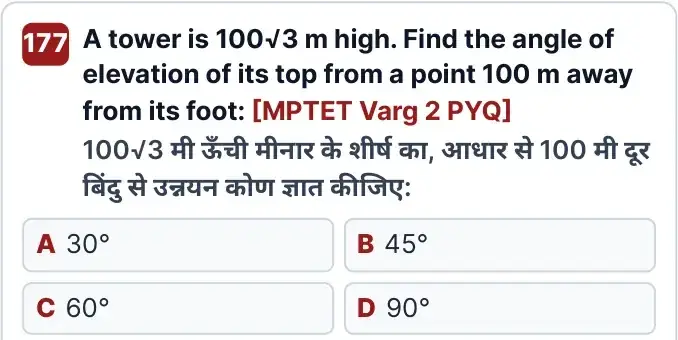 177 A tower is 100√3 m high. Find the angle of
elevation of its top from a point 100 m away
from its foot: [MPTET Varg 2 PYQ]
100√3 मी ऊँची मीनार के शीर्ष का, आधार से 100 मी दूर
बिंदु से उन्नयन कोण ज्ञात कीजिए:
A 30° B 45°
C 60° D 90°